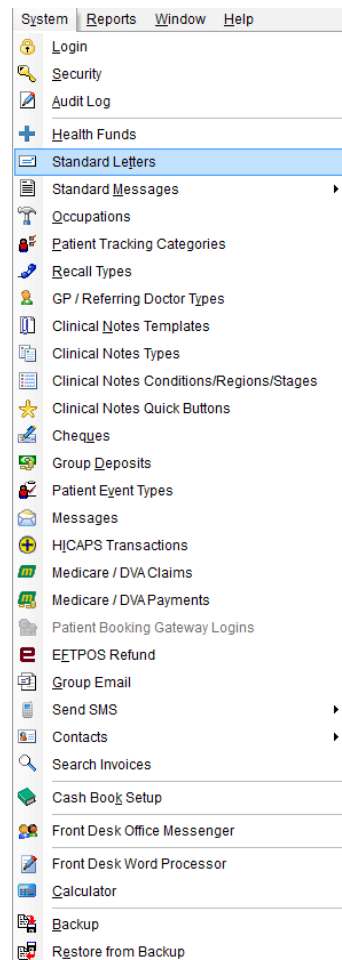 System Reports Window Help
Login
Security
Audit Log
Health Funds
Standard Letters
Standard Messages
Occupations
Patient Tracking Categories
Recall Types
GP / Referring Doctor Types
Clinical Notes Templates
Clinical Notes Types
Clinical Notes Conditions/Regions/Stages
Clinical Notes Quick Buttons
Cheques
Group Deposits
Patient Event Types
Messages
HICAPS Transactions
Medicare / DVA Claims
Medicare / DVA Payments
Patient Booking Gateway Logins
EFTPOS Refund
Group Email
Send SMS
Contacts
Search Invoices
Cash Book Setup
Front Desk Office Messenger
Front Desk Word Processor
Calculator
Backup
Restore from Backup